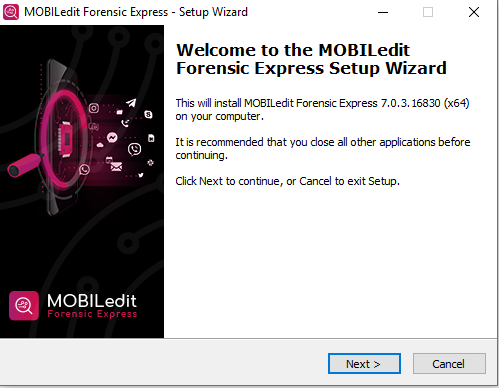 MOBILedit Forensic Express - Setup Wizard
Welcome to the MOBILedit
Forensic Express Setup Wizard
This will install MOBILedit Forensic Express 7.0.3.16830 (x64)
on your computer.
It is recommended that you close all other applications before
continuing.
Click Next to continue, or Cancel to exit Setup.
MOBILedit
Forensic Express
Next >
Cancel